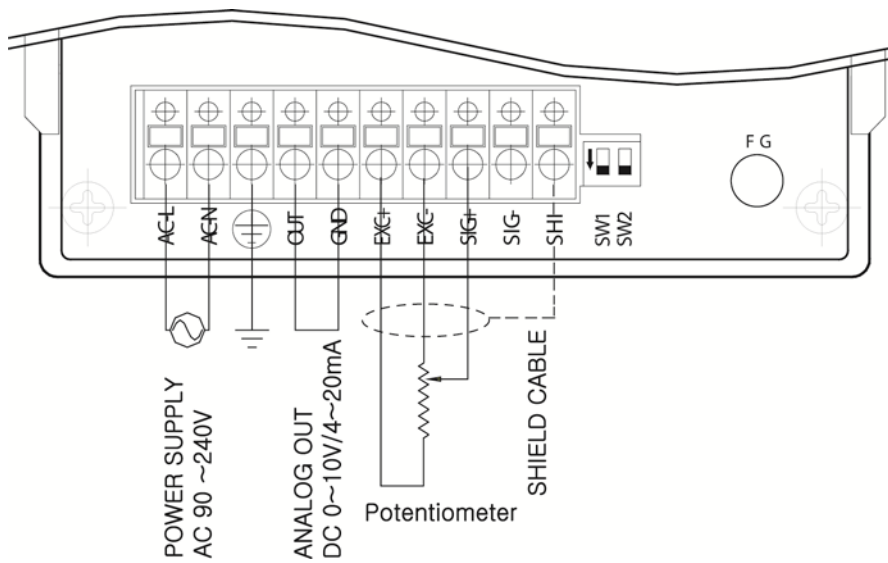 F G
AC-L
AC-N
OUT
GND
EXC+
EXC-
SIG+
SIG-
SHI
SW1
SW2
POWER SUPPLY
AC 90 ~240V
ANALOG OUT
DC 0~10V/4~20mA
Potentiometer
SHIELD CABLE